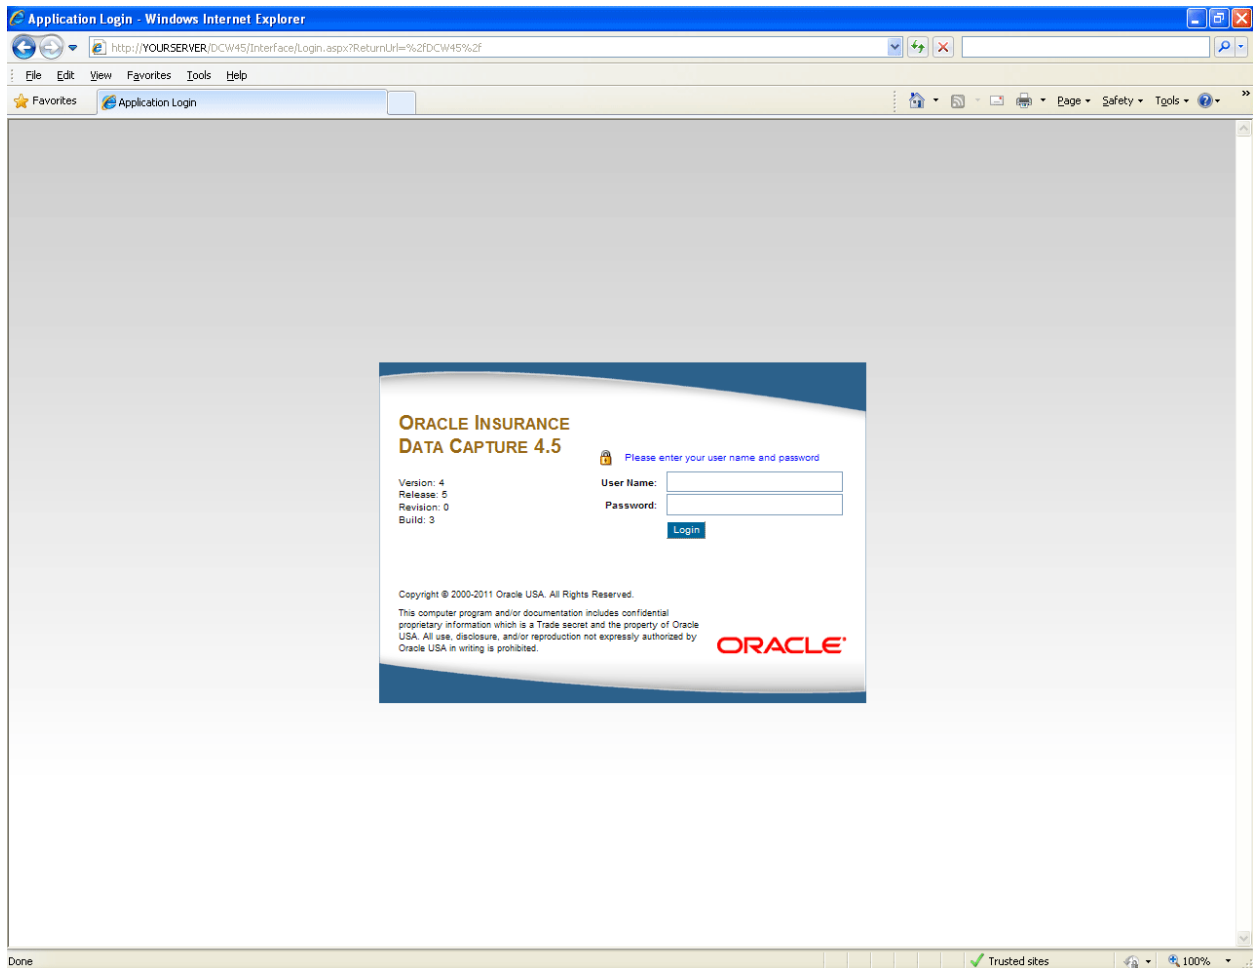 Application Login - Windows Internet Explorer
http://YOURSERVER/DCW45/Interface/Login.aspx?ReturnUrl=%2fDCW45%2f
File Edit View Favorites Tools Help
Favorites Application Login Page Safety Tools »
ORACLE INSURANCE
DATA CAPTURE 4.5
Please enter your user name and password
Version: 4
Release: 5
Revision: 0
Build: 3
User Name:
Password:
Login
Copyright © 2000-2011 Oracle USA. All Rights Reserved.
This computer program and/or documentation includes confidential
proprietary information which is a Trade secret and the property of Oracle
USA. All use, disclosure, and/or reproduction not expressly authorized by
Oracle USA in writing is prohibited.
ORACLE
Done Trusted sites 100%